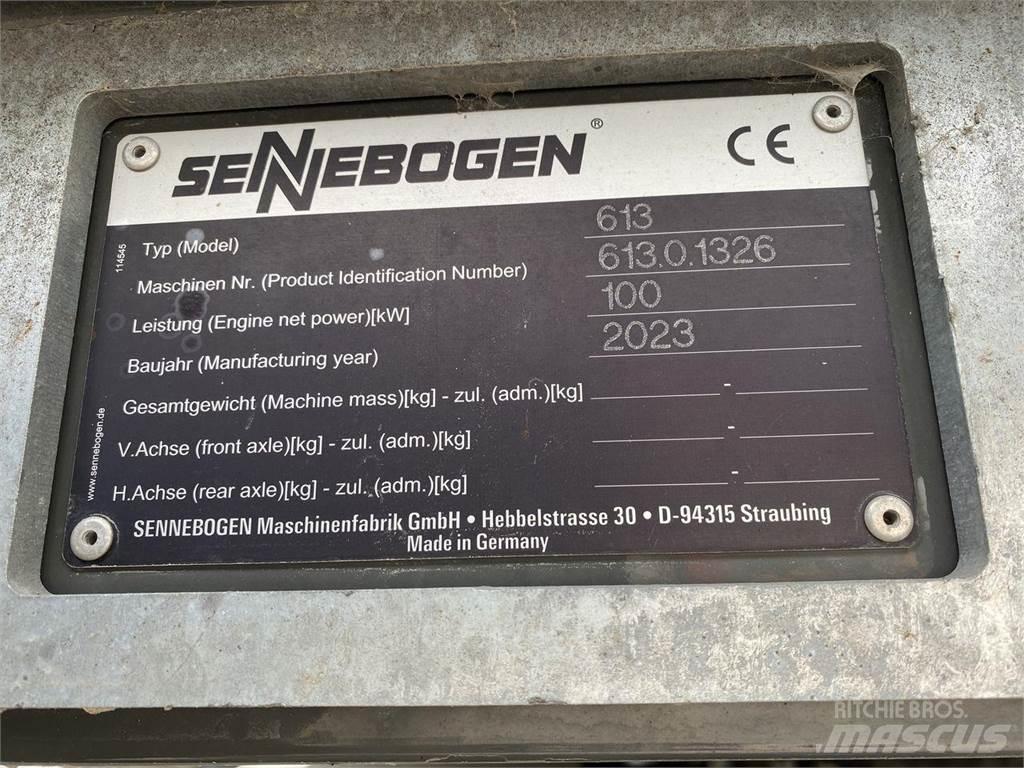 SENNEBOGEN ® CE
114545
Typ (Model) 613
Maschinen Nr. (Product Identification Number) 613.0.1326
Leistung (Engine net power)[kW] 100
Baujahr (Manufacturing year) 2023
Gesamtgewicht (Machine mass)[kg] - zul. (adm.)[kg] -
V.Achse (front axle)[kg] - zul. (adm.)[kg] -
H.Achse (rear axle)[kg] - zul. (adm.)[kg] -
www.sennebogen.de
SENNEBOGEN Maschinenfabrik GmbH • Hebbelstrasse 30 • D-94315 Straubing
Made in Germany
RITCHIE BROS.
MASCUS